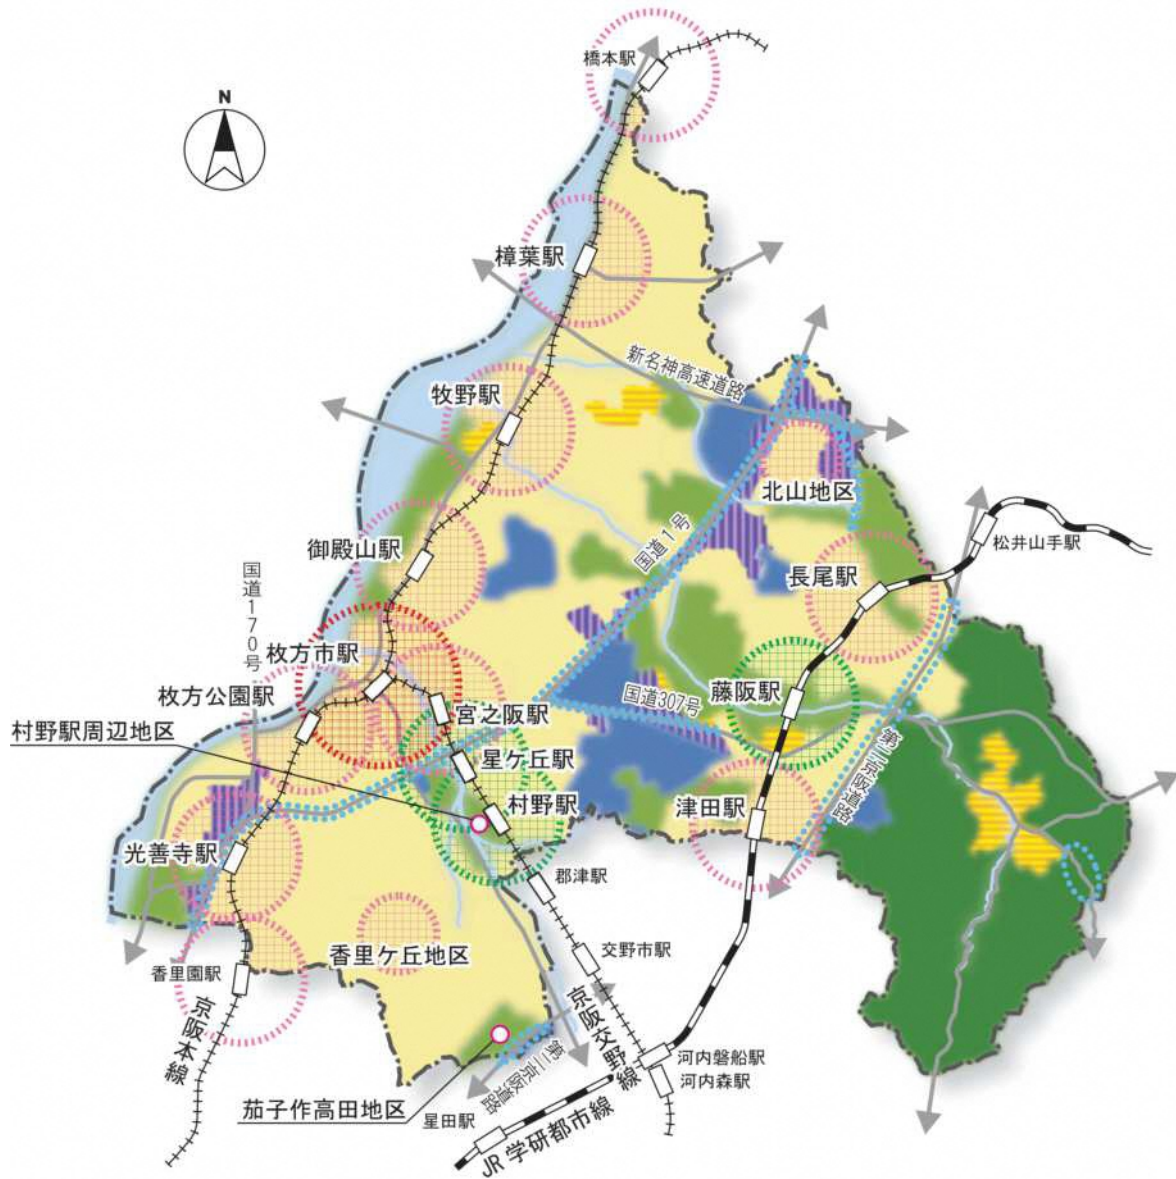 橋本駅
N
樟葉駅
新名神高速道路
牧野駅
北山地区
国道1号
御殿山駅
松井山手駅
長尾駅
国道170号
枚方市駅
藤阪駅
枚方公園駅
国道307号
宮之阪駅
村野駅周辺地区
星ケ丘駅
第二京阪道路
村野駅
津田駅
光善寺駅
郡津駅
香里ケ丘地区
交野市駅
香里園駅
京阪本線
京阪交野線
第二京阪道路
河内磐船駅
河内森駅
茄子作高田地区
星田駅
JR学研都市線